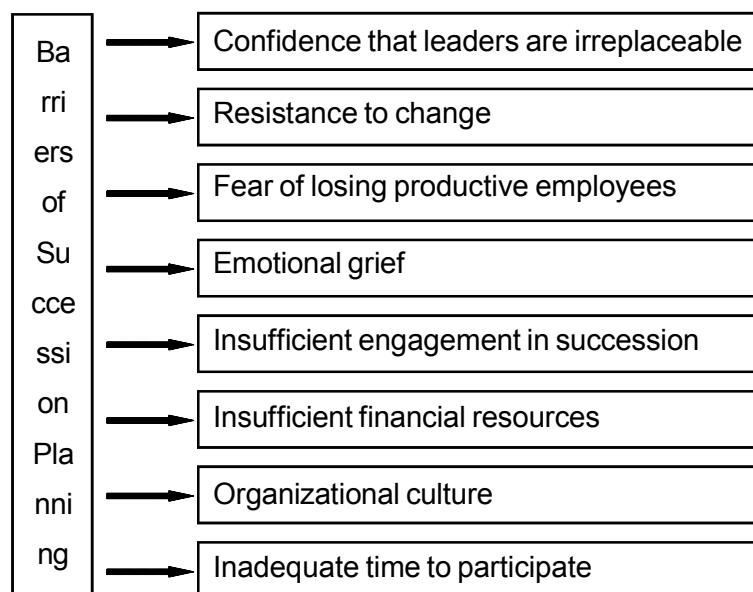 Ba
rri
ers
of
Su
cce
ssi
on
Pla
nni
ng
Confidence that leaders are irreplaceable
Resistance to change
Fear of losing productive employees
Emotional grief
Insufficient engagement in succession
Insufficient financial resources
Organizational culture
Inadequate time to participate